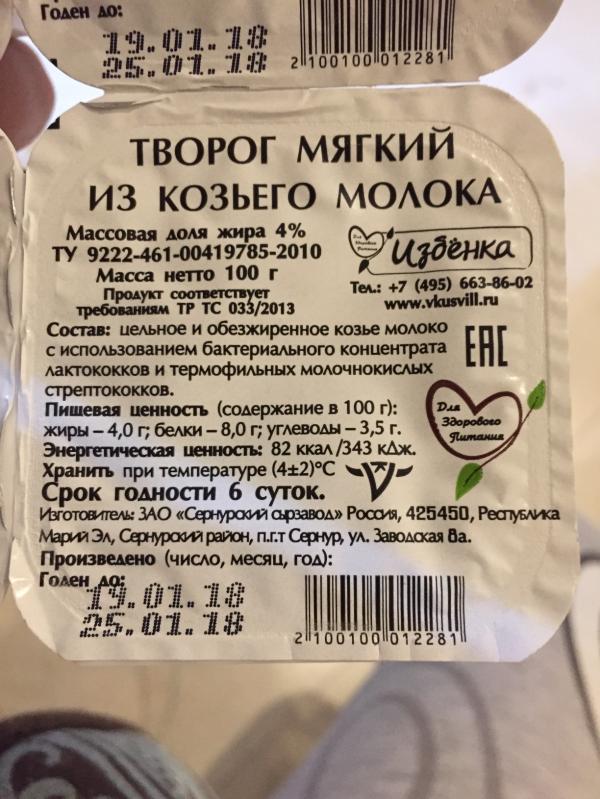 Годен до:
19.01.18
25.01.18
2 100100 012281
ТВОРОГ МЯГКИЙ
ИЗ КОЗЬЕГО МОЛОКА
Массовая доля жира 4%
ТУ 9222-461-00419785-2010
Масса нетто 100 г
Продукт соответствует
требованиям ТР ТС 033/2013
Для Здорового Питания
Избёнка
Тел.: +7 (495) 663-86-02
www.vkusvill.ru
Состав: цельное и обезжиренное козье молоко
с использованием бактериального концентрата
лактококков и термофильных молочнокислых
стрептококков.
EAC
Пищевая ценность (содержание в 100 г):
жиры – 4,0 г; белки – 8,0 г; углеводы – 3,5 г.
Энергетическая ценность: 82 ккал /343 кДж.
Хранить при температуре (4±2)°С
Срок годности 6 суток.
Для
Здорового
Питания
Изготовитель: ЗАО «Сернурский сырзавод» Россия, 425450, Республика
Марий Эл, Сернурский район, п.г.т Сернур, ул. Заводская 8а.
Произведено (число, месяц, год):
Годен до:
19.01.18
25.01.18
2 100100 012281